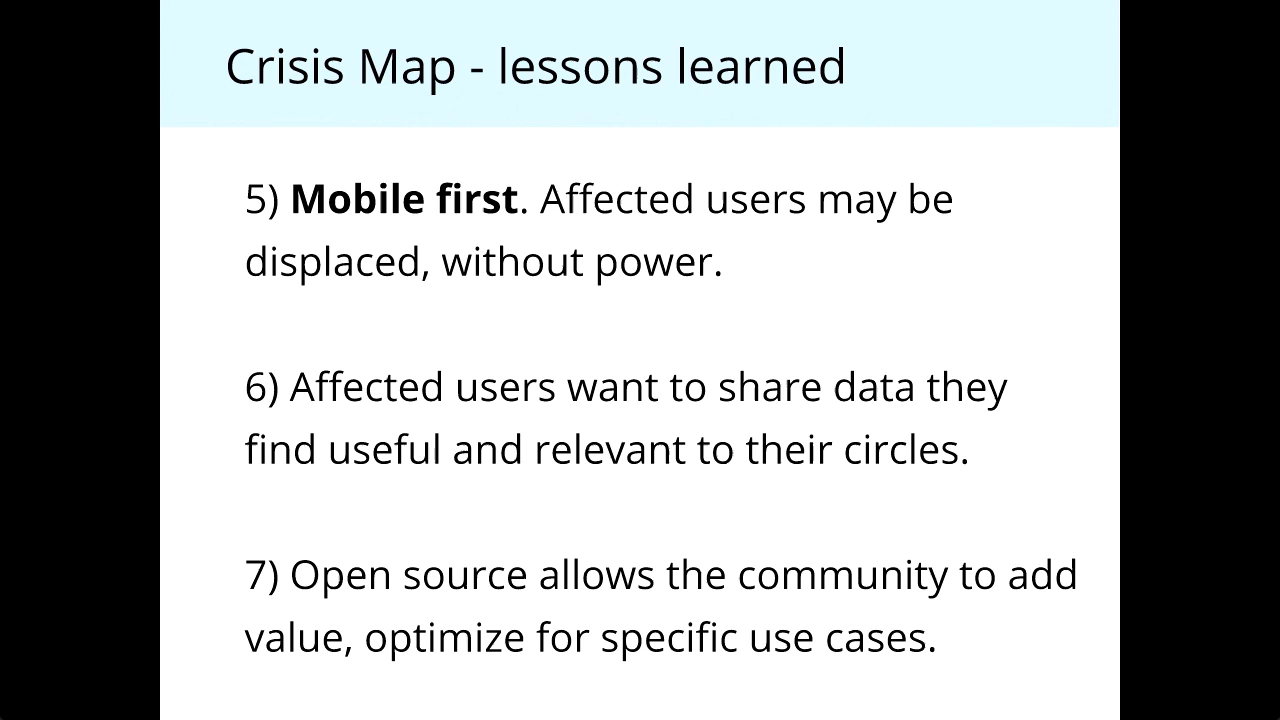 Crisis Map - lessons learned
5) Mobile first. Affected users may be
displaced, without power.
6) Affected users want to share data they
find useful and relevant to their circles.
7) Open source allows the community to add
value, optimize for specific use cases.